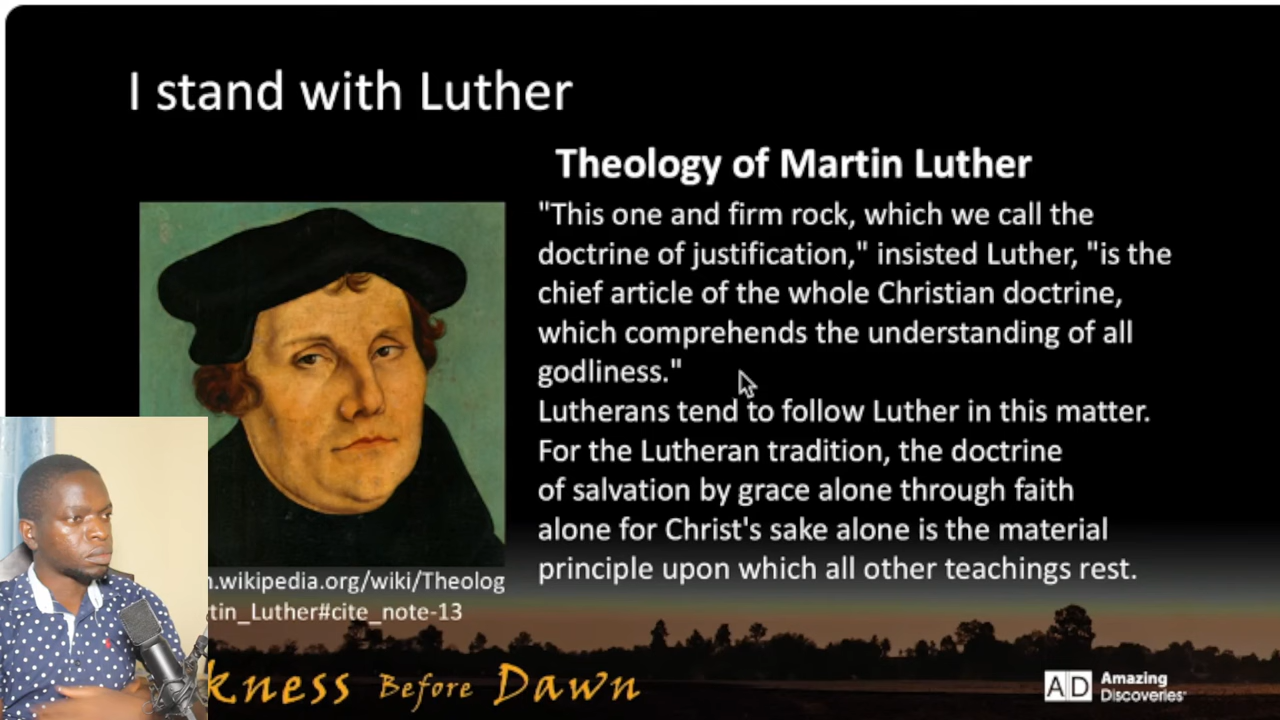 I stand with Luther
Theology of Martin Luther
"This one and firm rock, which we call the
doctrine of justification," insisted Luther, "is the
chief article of the whole Christian doctrine,
which comprehends the understanding of all
godliness."
Lutherans tend to follow Luther in this matter.
For the Lutheran tradition, the doctrine
of salvation by grace alone through faith
alone for Christ's sake alone is the material
principle upon which all other teachings rest.
n.wikipedia.org/wiki/Theolog
tin_Luther#cite_note-13
kness Before Dawn
AD Amazing
Discoveries